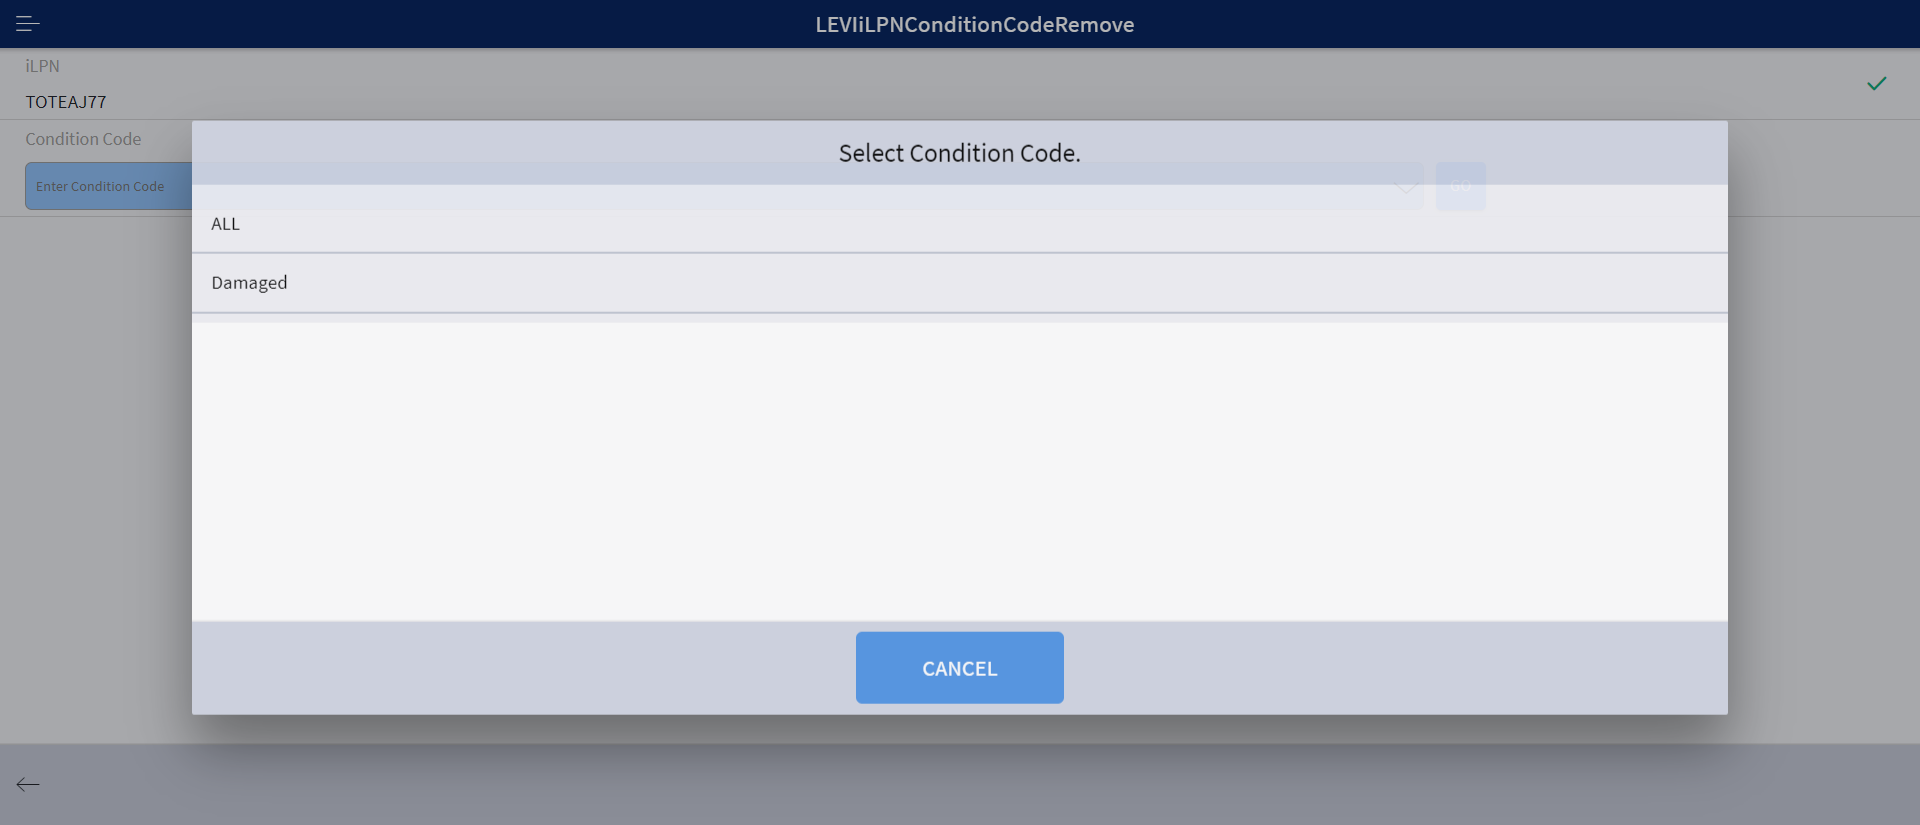 LEVIiLPNConditionCodeRemove
iLPN
TOTEAJ77
Condition Code
Enter Condition Code
GO
Select Condition Code.
ALL
Damaged
CANCEL